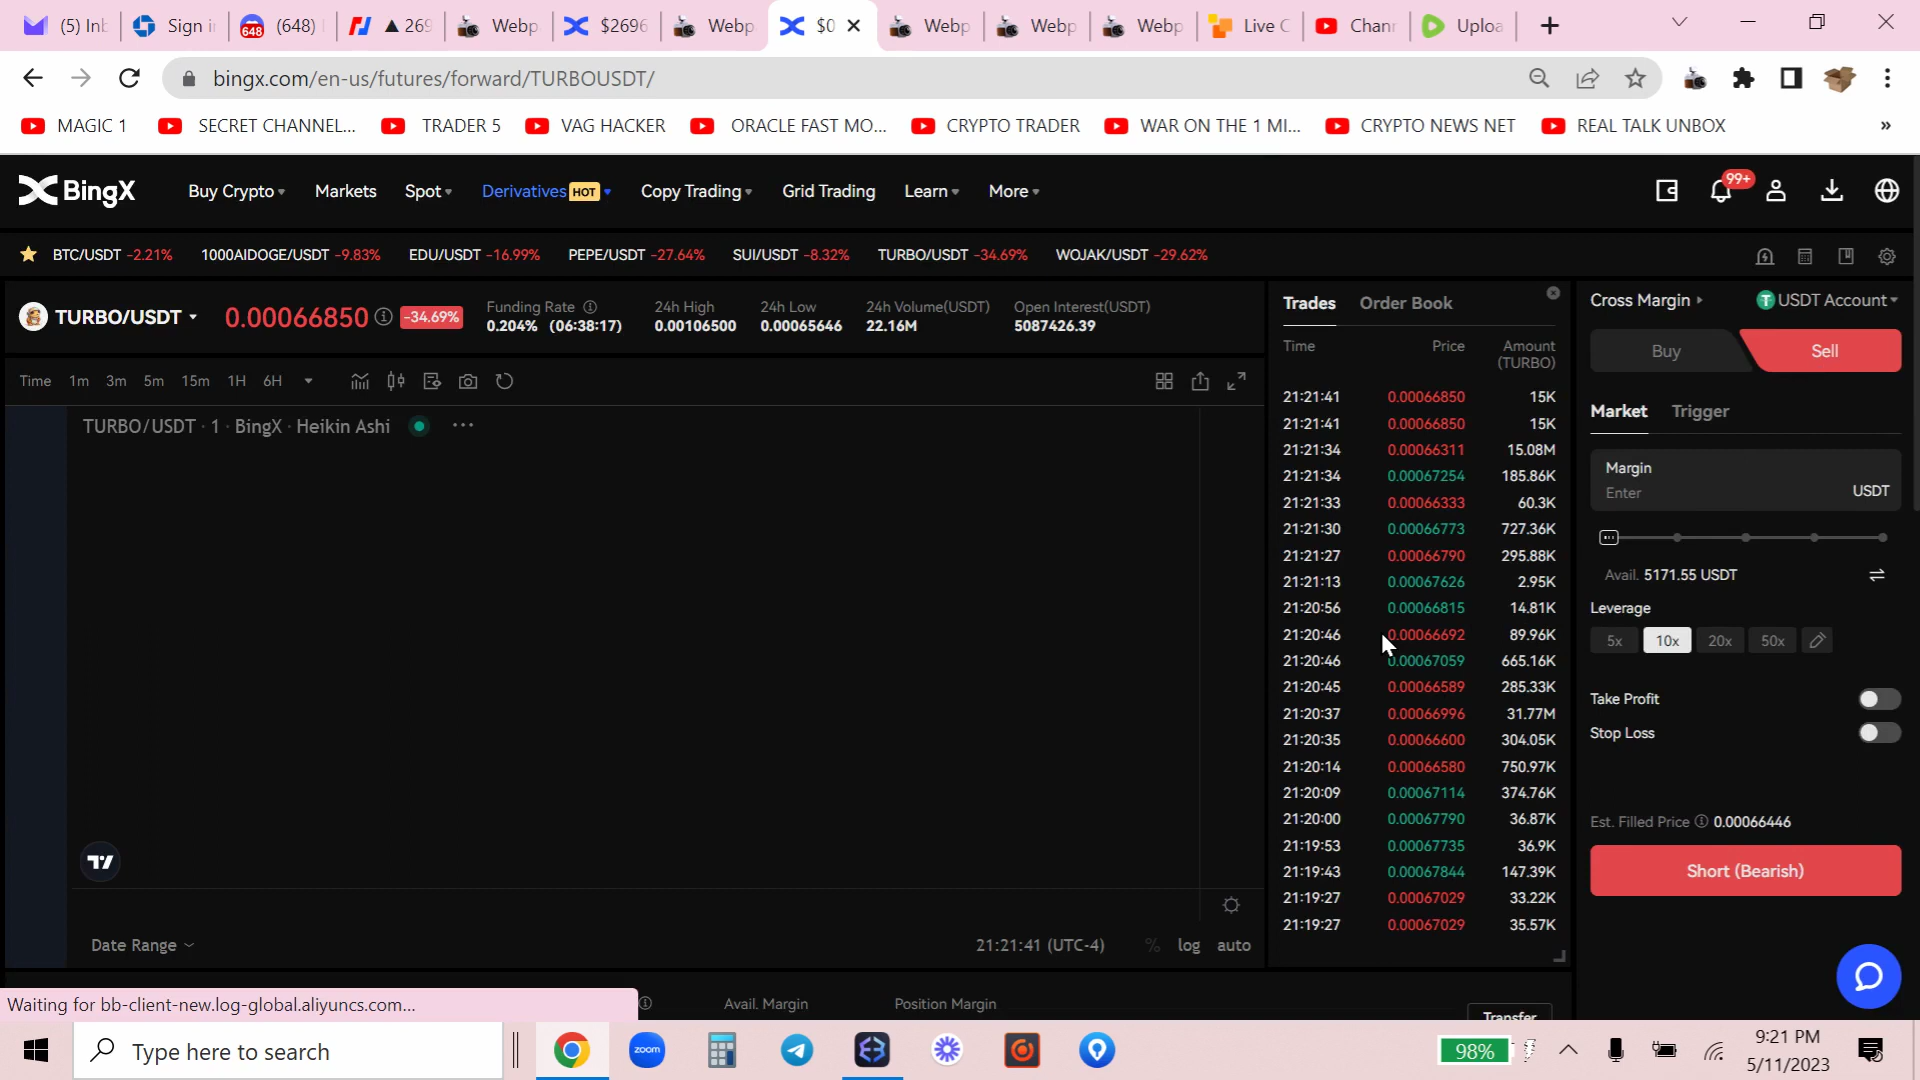 (5) Inb
Sign i
(648)
▲ 269
Webp
$2696
Webp
$0
Webp
Webp
Webp
Live C
Chan
Uploa
bingx.com/en-us/futures/forward/TURBOUSDT/
MAGIC 1
SECRET CHANNEL...
TRADER 5
VAG HACKER
ORACLE FAST MO...
CRYPTO TRADER
WAR ON THE 1 MI...
CRYPTO NEWS NET
REAL TALK UNBOX
»
BingX
Buy Crypto
Markets
Spot
Derivatives HOT
Copy Trading
Grid Trading
Learn
More
99+
BTC/USDT -2.21%
1000AIDOGE/USDT -9.83%
EDU/USDT -16.99%
PEPE/USDT -27.64%
SUI/USDT -8.32%
TURBO/USDT -34.69%
WOJAK/USDT -29.62%
TURBO/USDT
0.00066850
-34.69%
Funding Rate
0.204% (06:38:17)
24h High
0.00106500
24h Low
0.00065646
24h Volume(USDT)
22.16M
Open Interest(USDT)
5087426.39
Time 1m 3m 5m 15m 1H 6H
TURBO/USDT · 1 · BingX · Heikin Ashi
Date Range
21:21:41 (UTC-4)
% log auto
Trades Order Book
Time Price Amount
(TURBO)
21:21:41 0.00066850 15K
21:21:41 0.00066850 15K
21:21:34 0.00066311 15.08M
21:21:34 0.00067254 185.86K
21:21:33 0.00066333 60.3K
21:21:30 0.00066773 727.36K
21:21:27 0.00066790 295.88K
21:21:13 0.00067626 2.95K
21:20:56 0.00066815 14.81K
21:20:46 0.00066692 89.96K
21:20:46 0.00067059 665.16K
21:20:45 0.00066589 285.33K
21:20:37 0.00066996 31.77M
21:20:35 0.00066600 304.05K
21:20:14 0.00066580 750.97K
21:20:09 0.00067114 374.76K
21:20:00 0.00067790 36.87K
21:19:53 0.00067735 36.9K
21:19:43 0.00067844 147.39K
21:19:27 0.00067029 33.22K
21:19:27 0.00067029 35.57K
Cross Margin
USDT Account
Buy Sell
Market Trigger
Margin
Enter USDT
Avail. 5171.55 USDT
Leverage
5x 10x 20x 50x
Take Profit
Stop Loss
Est. Filled Price 0.00066446
Short (Bearish)
Avail. Margin
Position Margin
Transfer
Waiting for bb-client-new.log-global.aliyuncs.com...
Type here to search
zoom
98%
9:21 PM
5/11/2023